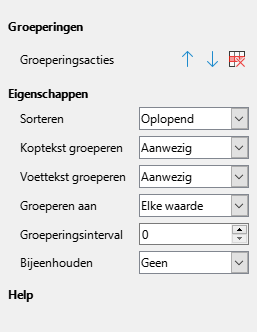 Groeperingen
Groeperingsacties
Eigenschappen
Sorteren Oplopend
Koptekst groeperen Aanwezig
Voettekst groeperen Aanwezig
Groeperen aan Elke waarde
Groeperingsinterval 0
Bijeenhouden Geen
Help